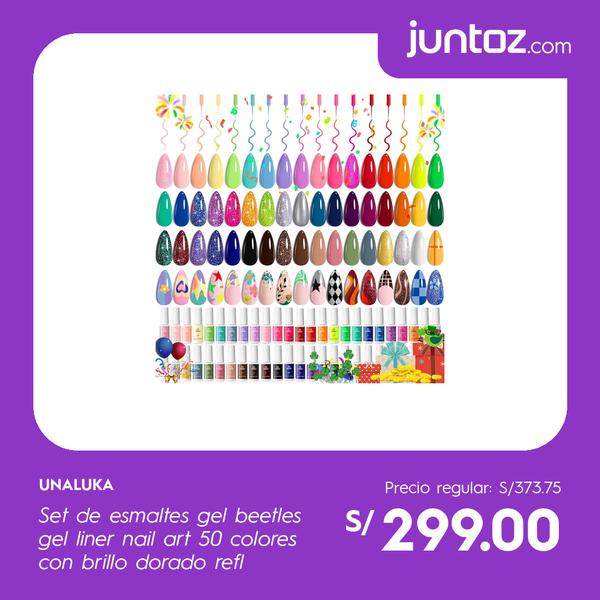 juntoz.com
UNALUKA
Set de esmaltes gel beetles
gel liner nail art 50 colores
con brillo dorado refl
Precio regular: S/373.75
S/299.00